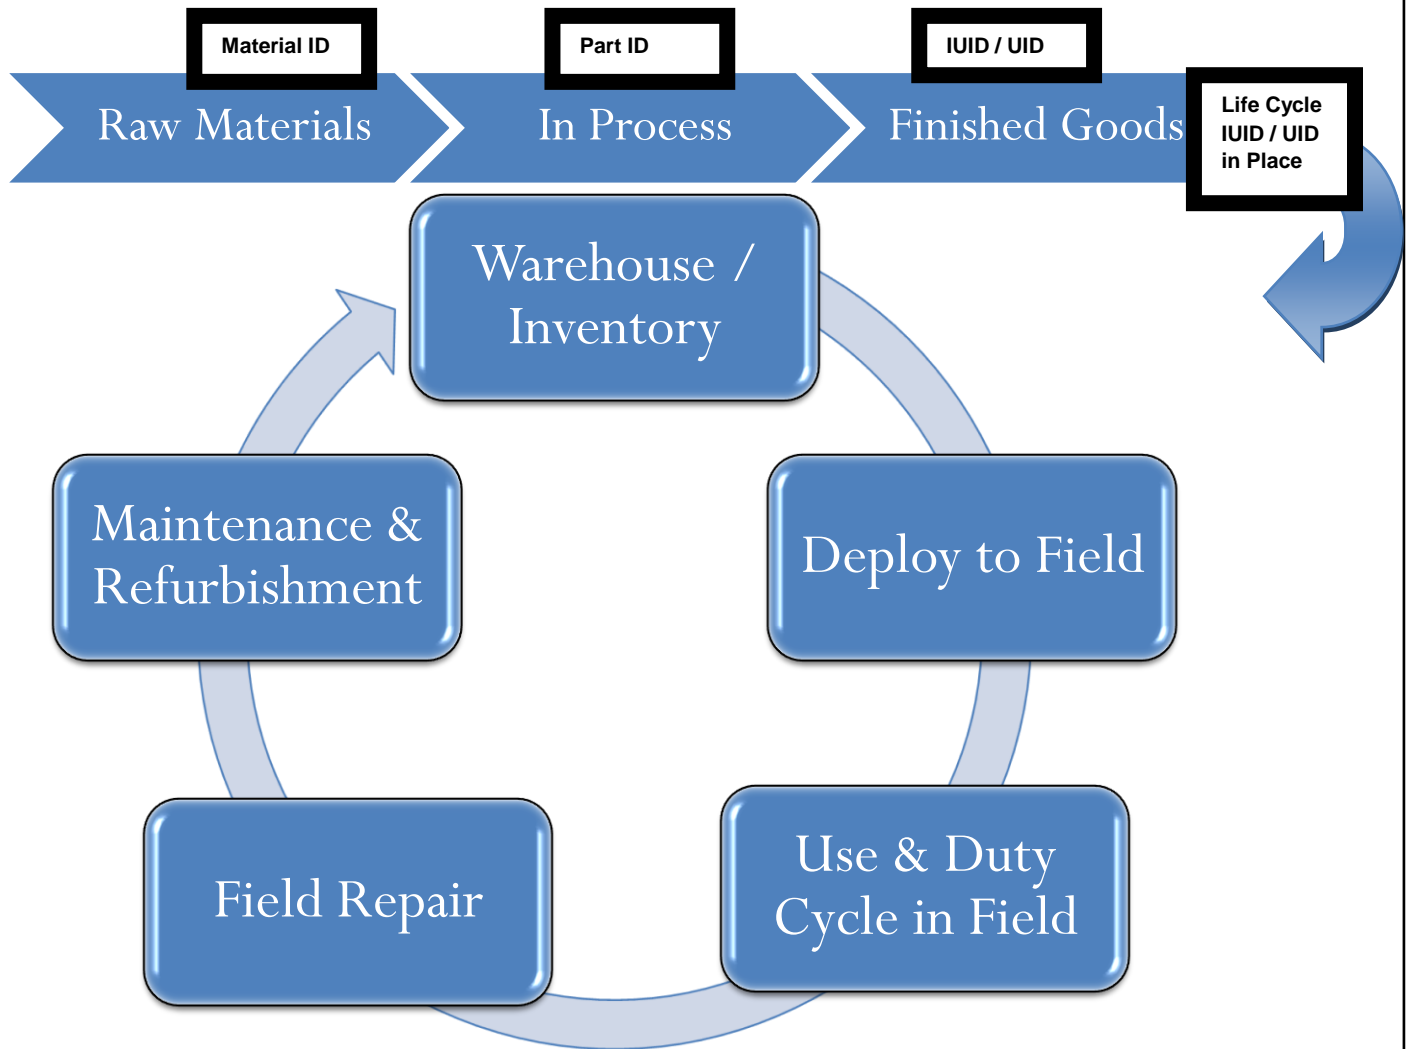 Material ID
Part ID
IUID / UID
Raw Materials
In Process
Finished Goods
Life Cycle
IUID / UID
in Place
Warehouse /
Inventory
Deploy to Field
Use & Duty
Cycle in Field
Field Repair
Maintenance &
Refurbishment